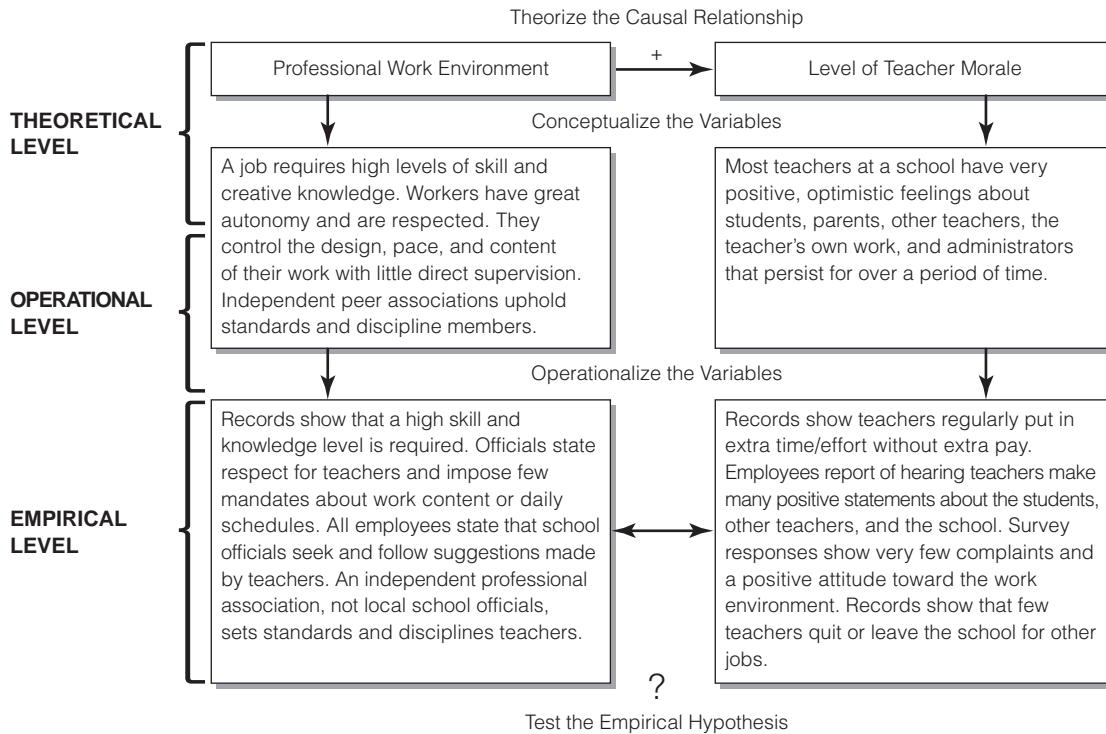 Theorize the Causal Relationship
Professional Work Environment
+
Level of Teacher Morale
THEORETICAL
LEVEL
Conceptualize the Variables
A job requires high levels of skill and
creative knowledge. Workers have great
autonomy and are respected. They
control the design, pace, and content
of their work with little direct supervision.
Independent peer associations uphold
standards and discipline members.
Most teachers at a school have very
positive, optimistic feelings about
students, parents, other teachers, the
teacher's own work, and administrators
that persist for over a period of time.
OPERATIONAL
LEVEL
Operationalize the Variables
Records show that a high skill and
knowledge level is required. Officials state
respect for teachers and impose few
mandates about work content or daily
schedules. All employees state that school
officials seek and follow suggestions made
by teachers. An independent professional
association, not local school officials,
sets standards and disciplines teachers.
Records show teachers regularly put in
extra time/effort without extra pay.
Employees report of hearing teachers make
many positive statements about the students,
other teachers, and the school. Survey
responses show very few complaints and
a positive attitude toward the work
environment. Records show that few
teachers quit or leave the school for other
jobs.
EMPIRICAL
LEVEL
?
Test the Empirical Hypothesis